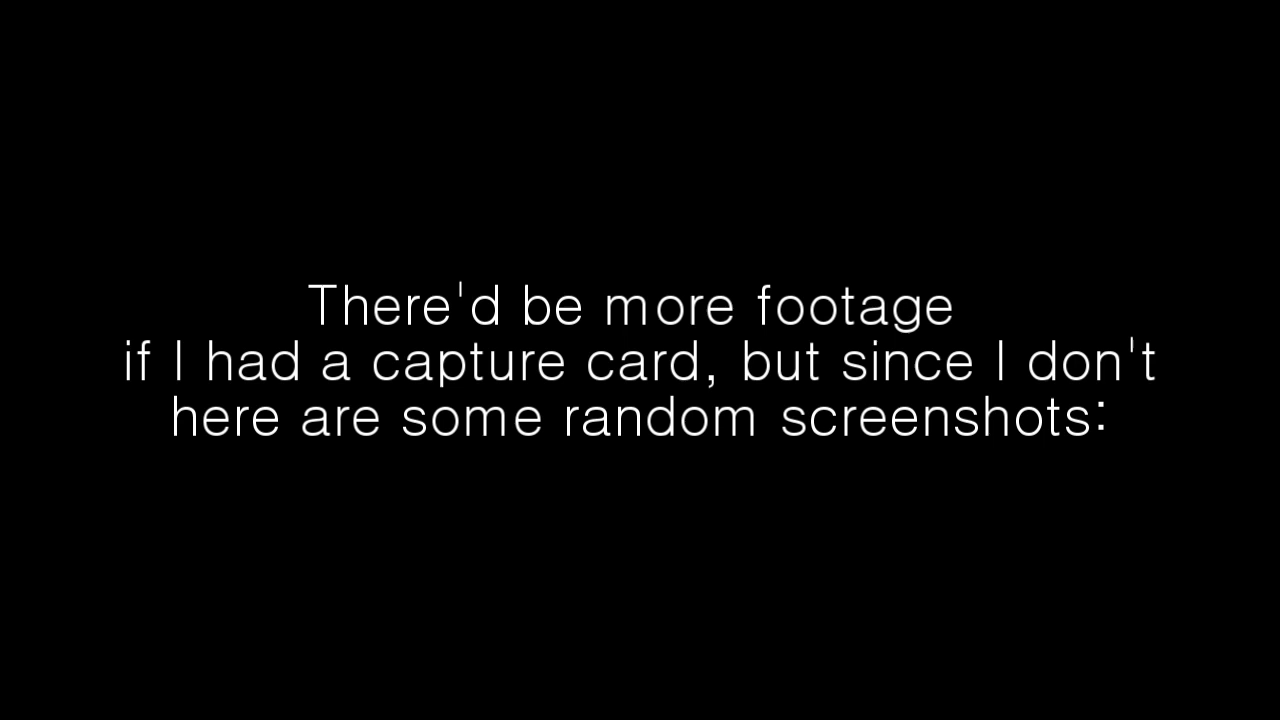 There'd be more footage
if I had a capture card, but since I don't
here are some random screenshots: